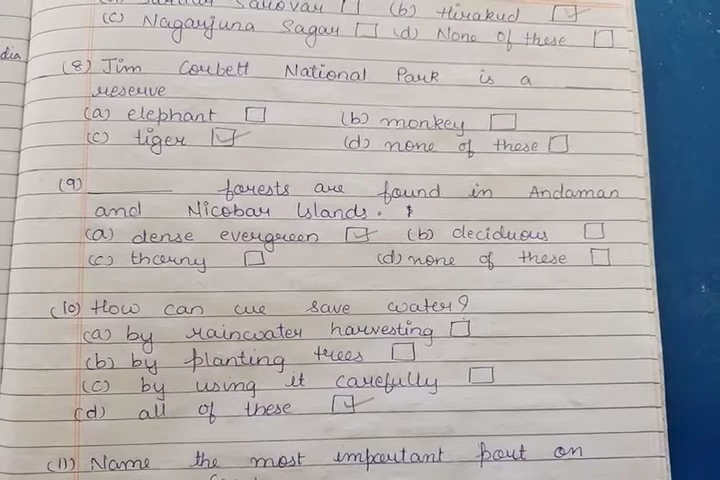 Sarovar ☐ (b) Hirakud ☑
(c) Nagarjuna Sagar ☐ (d) None of these ☐
(8) Jim Corbett National Park is a ____
reserve
(a) elephant ☐ (b) monkey ☐
(c) tiger ☑ (d) none of these ☐
(9) ________ forests are found in Andaman
and Nicobar Islands.
(a) dense evergreen ☑ (b) deciduous ☐
(c) thorny ☐ (d) none of these ☐
(10) How can we save water?
(a) by rainwater harvesting ☐
(b) by planting trees ☐
(c) by using it carefully ☐
(d) all of these ☑
(11) Name the most important port on